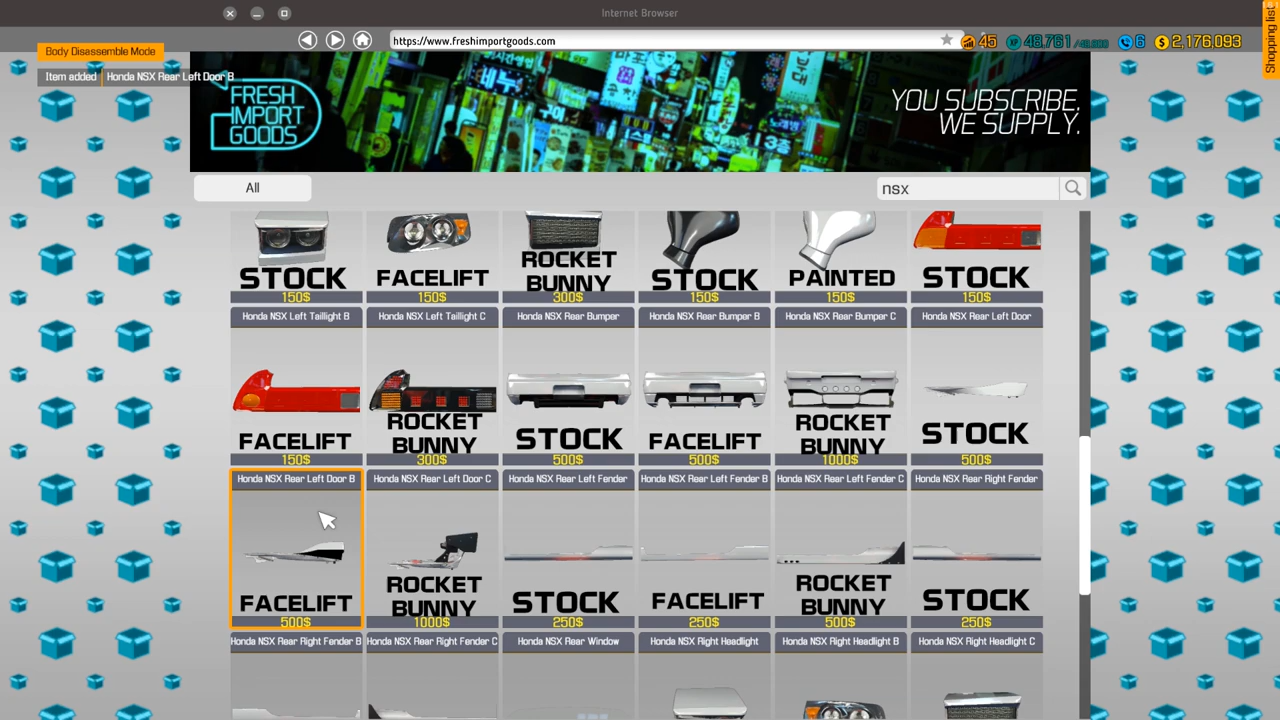 Internet Browser
https://www.freshimportgoods.com
45
48,761
6
2,176,093
Shopping list
Body Disassemble Mode
Item added
Honda NSX Rear Left Door B
FRESH
IMPORT
GOODS
YOU SUBSCRIBE.
WE SUPPLY.
All
nsx
STOCK
150$
FACELIFT
150$
ROCKET
BUNNY
300$
STOCK
150$
PAINTED
150$
STOCK
150$
Honda NSX Left Taillight B
FACELIFT
150$
Honda NSX Left Taillight C
ROCKET
BUNNY
300$
Honda NSX Rear Bumper
STOCK
500$
Honda NSX Rear Bumper B
FACELIFT
500$
Honda NSX Rear Bumper C
ROCKET
BUNNY
1000$
Honda NSX Rear Left Door
STOCK
500$
Honda NSX Rear Left Door B
FACELIFT
500$
Honda NSX Rear Left Door C
ROCKET
BUNNY
1000$
Honda NSX Rear Left Fender
STOCK
250$
Honda NSX Rear Left Fender B
FACELIFT
250$
Honda NSX Rear Left Fender C
ROCKET
BUNNY
500$
Honda NSX Rear Right Fender
STOCK
250$
Honda NSX Rear Right Fender B
Honda NSX Rear Right Fender C
Honda NSX Rear Window
Honda NSX Right Headlight
Honda NSX Right Headlight B
Honda NSX Right Headlight C